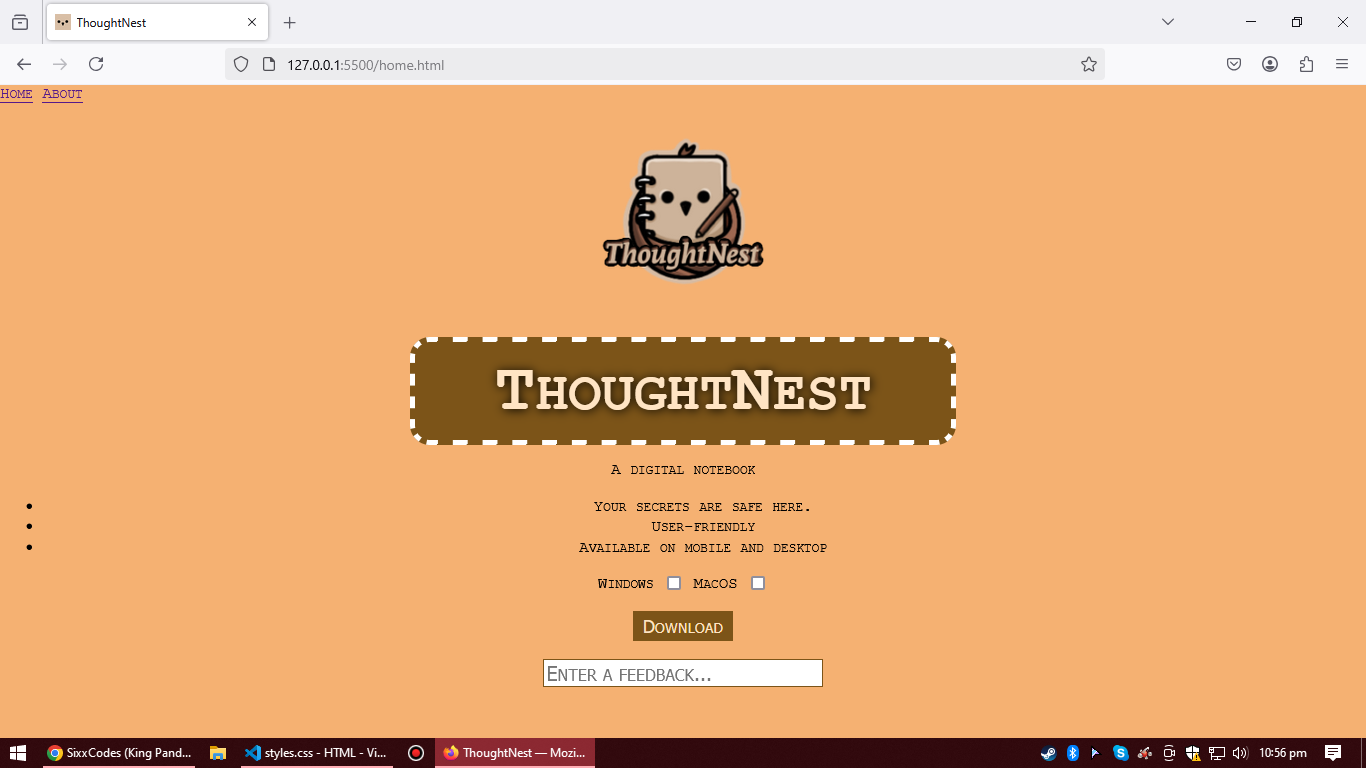 ThoughtNest
127.0.0.1:5500/home.html
Home About
ThoughtNest
ThoughtNest
A digital notebook
Your secrets are safe here.
User-friendly
Available on mobile and desktop
Windows MacOS
Download
Enter a feedback...
SixxCodes (King Pand... styles.css - HTML - Vi... ThoughtNest — Mozi... 10:56 pm